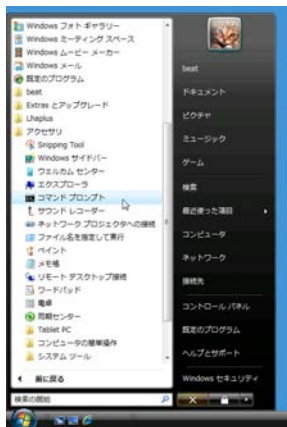 Windows フォト ギャラリー
Windows ミーティング スペース
Windows ムービー メーカー
Windows メール
既定のプログラム
beat
Extras とアップグレード
Lhaplus
アクセサリ
Snipping Tool
Windows サイドバー
ウェルカム センター
エクスプローラ
コマンド プロンプト
サウンド レコーダー
ネットワーク プロジェクタへの接続
ファイル名を指定して実行
ペイント
メモ帳
リモート デスクトップ接続
ワードパッド
電卓
同期センター
Tablet PC
コンピュータの簡単操作
システム ツール
前に戻る
検索の開始
beat
ドキュメント
ピクチャ
ミュージック
ゲーム
検索
最近使った項目
コンピュータ
ネットワーク
接続先
コントロール パネル
既定のプログラム
ヘルプとサポート
Windows セキュリティ